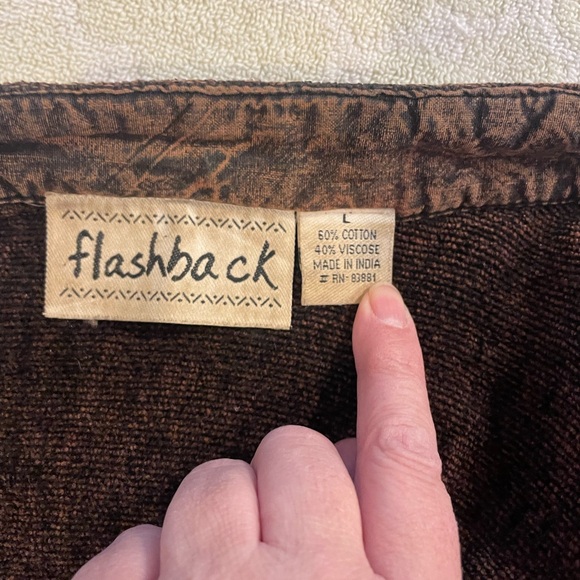 flashback
L
60% COTTON
40% VISCOSE
MADE IN INDIA
RN: 83881